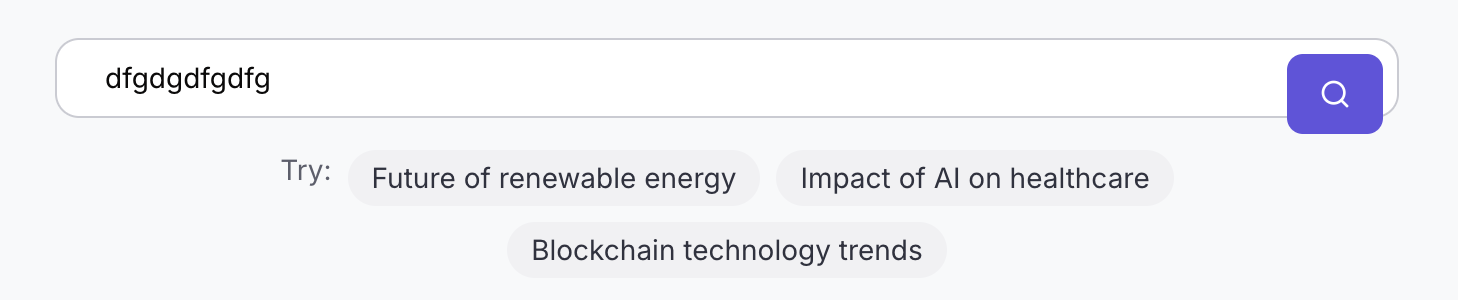 dfgdgdfgdfg
Try: Future of renewable energy Impact of AI on healthcare
Blockchain technology trends